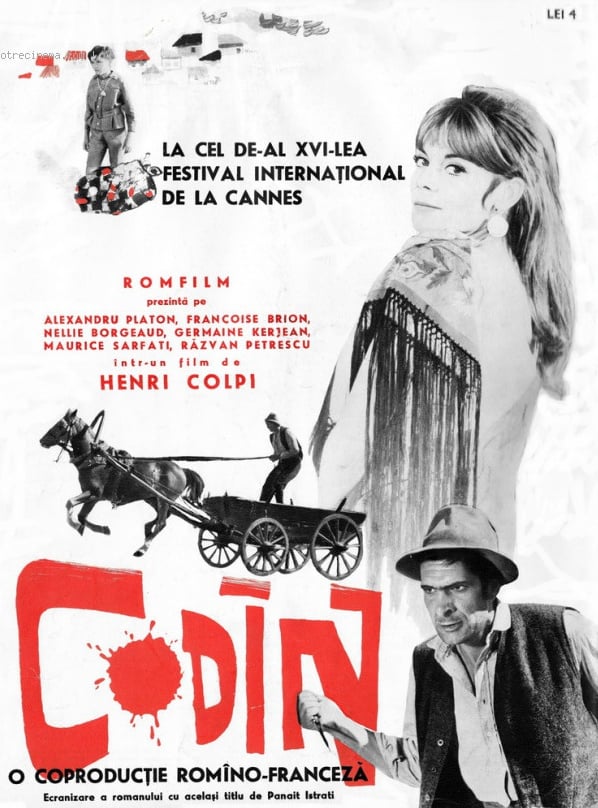 LEI 4
otrecinema.com
LA CEL DE-AL XVI-LEA
FESTIVAL INTERNAȚIONAL
DE LA CANNES
ROMFILM
prezintă pe
ALEXANDRU PLATON, FRANCOISE BRION,
NELLIE BORGEAUD, GERMAINE KERJEAN,
MAURICE SARFATI, RĂZVAN PETRESCU
într-un film de
HENRI COLPI
CODIN
O COPRODUCȚIE ROMÎNO-FRANCEZĂ
Ecranizare a romanului cu același titlu de Panait Istrati